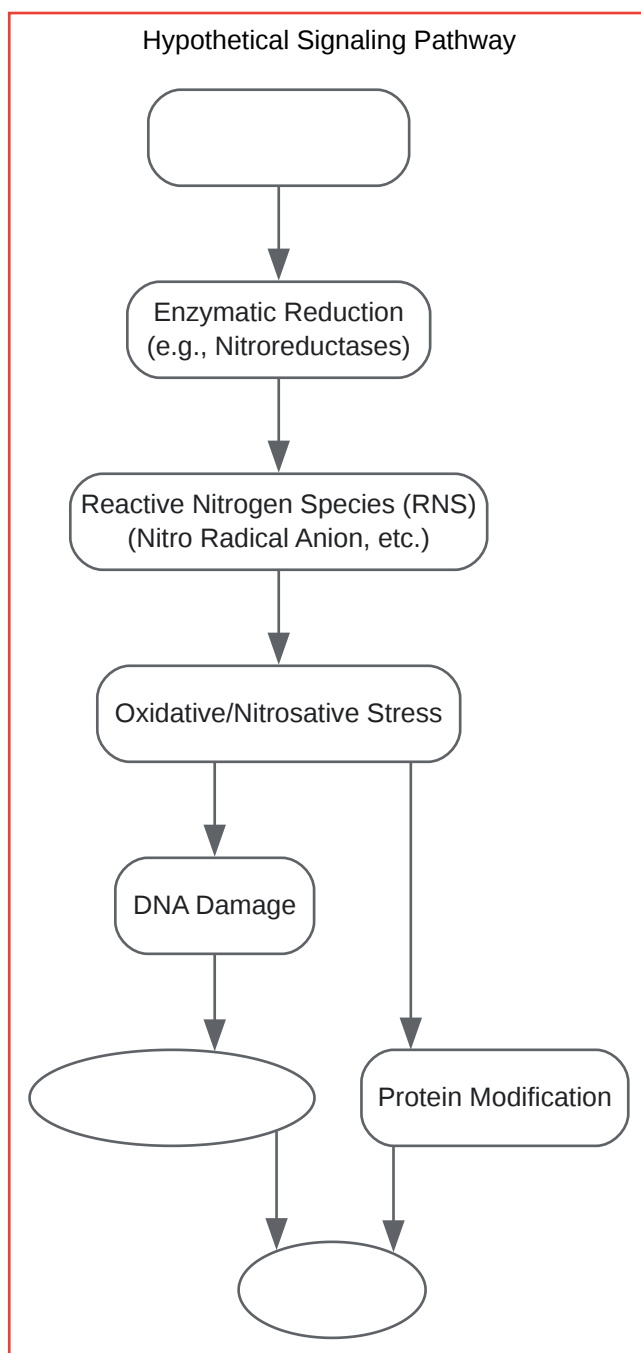 Hypothetical Signaling Pathway
Enzymatic Reduction
(e.g., Nitroreductases)
Reactive Nitrogen Species (RNS)
(Nitro Radical Anion, etc.)
Oxidative/Nitrosative Stress
DNA Damage
Protein Modification